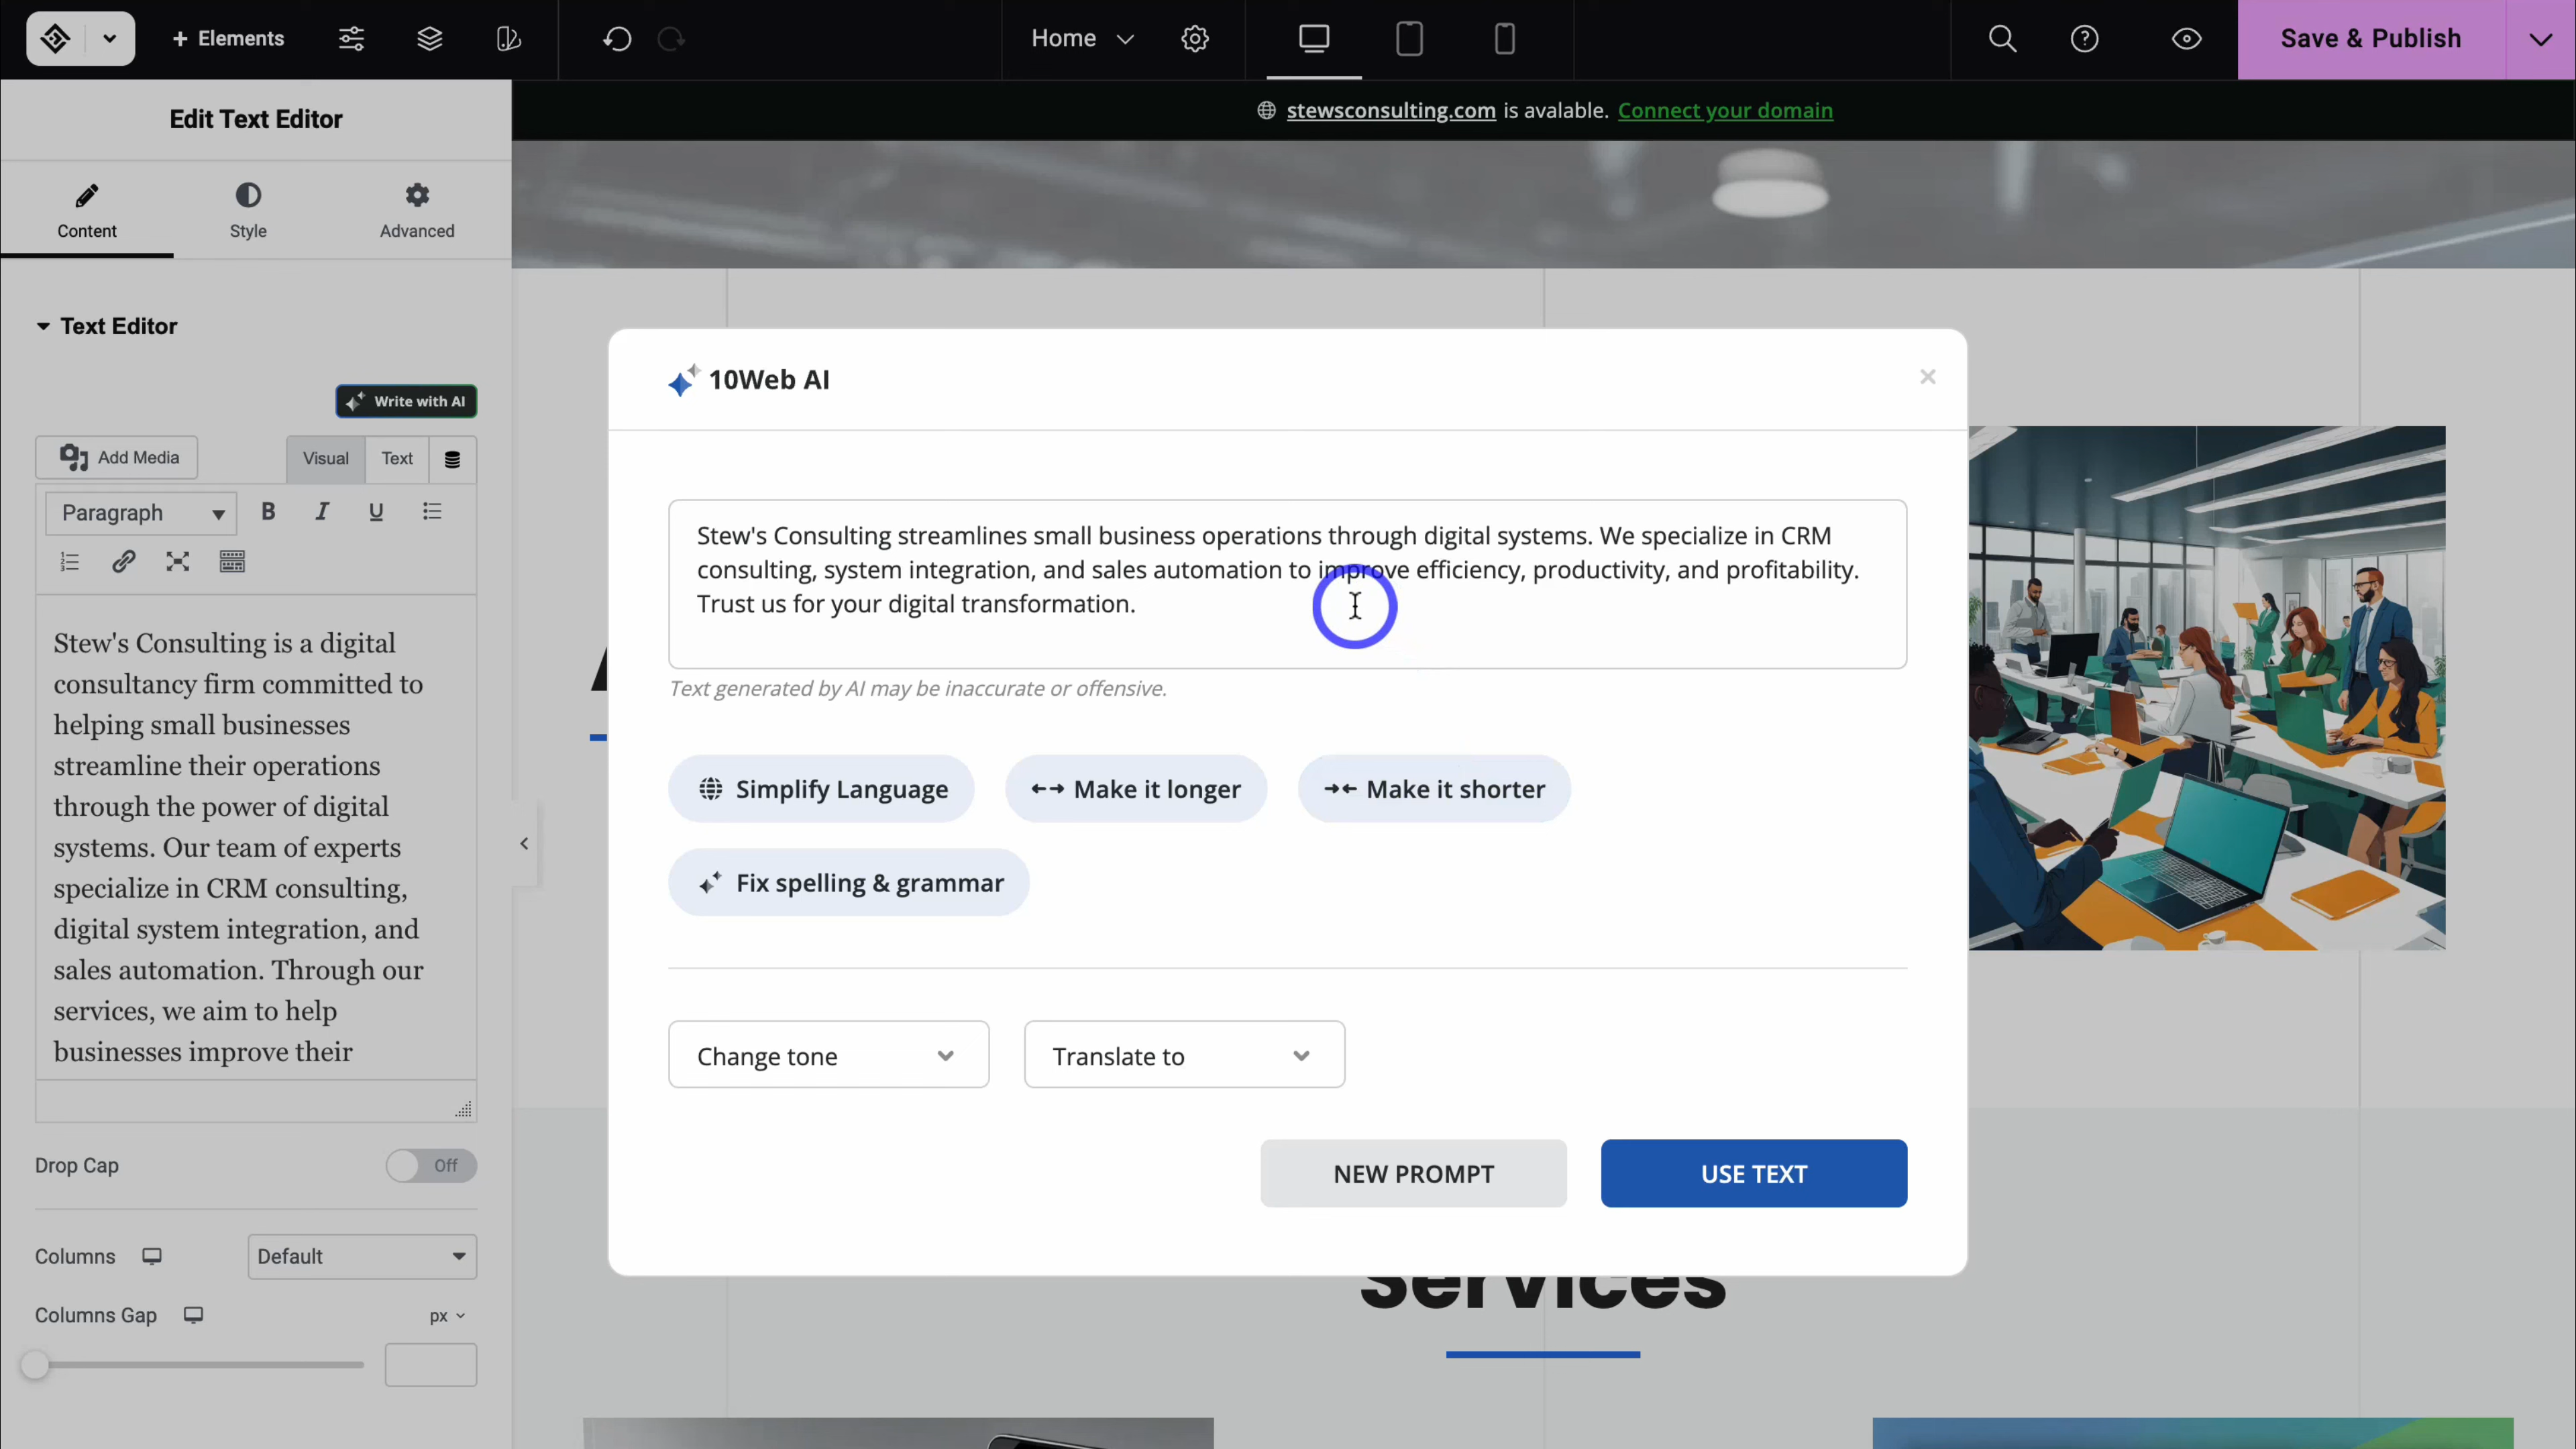 + Elements
Home
Save & Publish
Edit Text Editor
stewsconsulting.com is avalable. Connect your domain
Content
Style
Advanced
Text Editor
Write with AI
Add Media
Visual
Text
Paragraph
B
I
U
Stew's Consulting is a digital
consultancy firm committed to
helping small businesses
streamline their operations
through the power of digital
systems. Our team of experts
specialize in CRM consulting,
digital system integration, and
sales automation. Through our
services, we aim to help
businesses improve their
Drop Cap
Off
Columns
Default
Columns Gap
px
10Web AI
Stew's Consulting streamlines small business operations through digital systems. We specialize in CRM
consulting, system integration, and sales automation to improve efficiency, productivity, and profitability.
Trust us for your digital transformation.
Text generated by AI may be inaccurate or offensive.
Simplify Language
Make it longer
Make it shorter
Fix spelling & grammar
Change tone
Translate to
NEW PROMPT
USE TEXT
Services